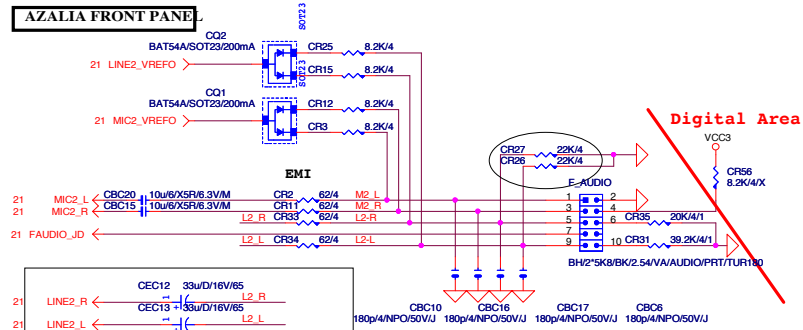 AZALIA FRONT PANEL
SOT23
CQ2
BAT54A/SOT23/200mA
CR25 8.2K/4
21 LINE2_VREFO
CR15 8.2K/4
SOT23
CQ1
BAT54A/SOT23/200mA
CR12 8.2K/4
21 MIC2_VREFO
CR3 8.2K/4
Digital Area
VCC3
CR27 22K/4
CR26 22K/4
CR56
8.2K/4/X
EMI
F_AUDIO
21 MIC2_L CBC20 10u/6/X5R/6.3V/M CR2 62/4 M2_L 1 2
21 MIC2_R CBC15 10u/6/X5R/6.3V/M CR11 62/4 M2_R 3 4
L2_R CR33 62/4 L2-R 5 6 CR35 20K/4/1
21 FAUDIO_JD 7
L2_L CR34 62/4 L2-L 9 10 CR31 39.2K/4/1
BH/2*5K8/BK/2.54/VA/AUDIO/PRT/TUR180
CEC12 33u/D/16V/65
21 LINE2_R 1 L2_R
CEC13 + 33u/D/16V/65
21 LINE2_L 1 L2_L
CBC10 CBC16 CBC17 CBC6
180p/4/NPO/50V/J 180p/4/NPO/50V/J 180p/4/NPO/50V/J 180p/4/NPO/50V/J